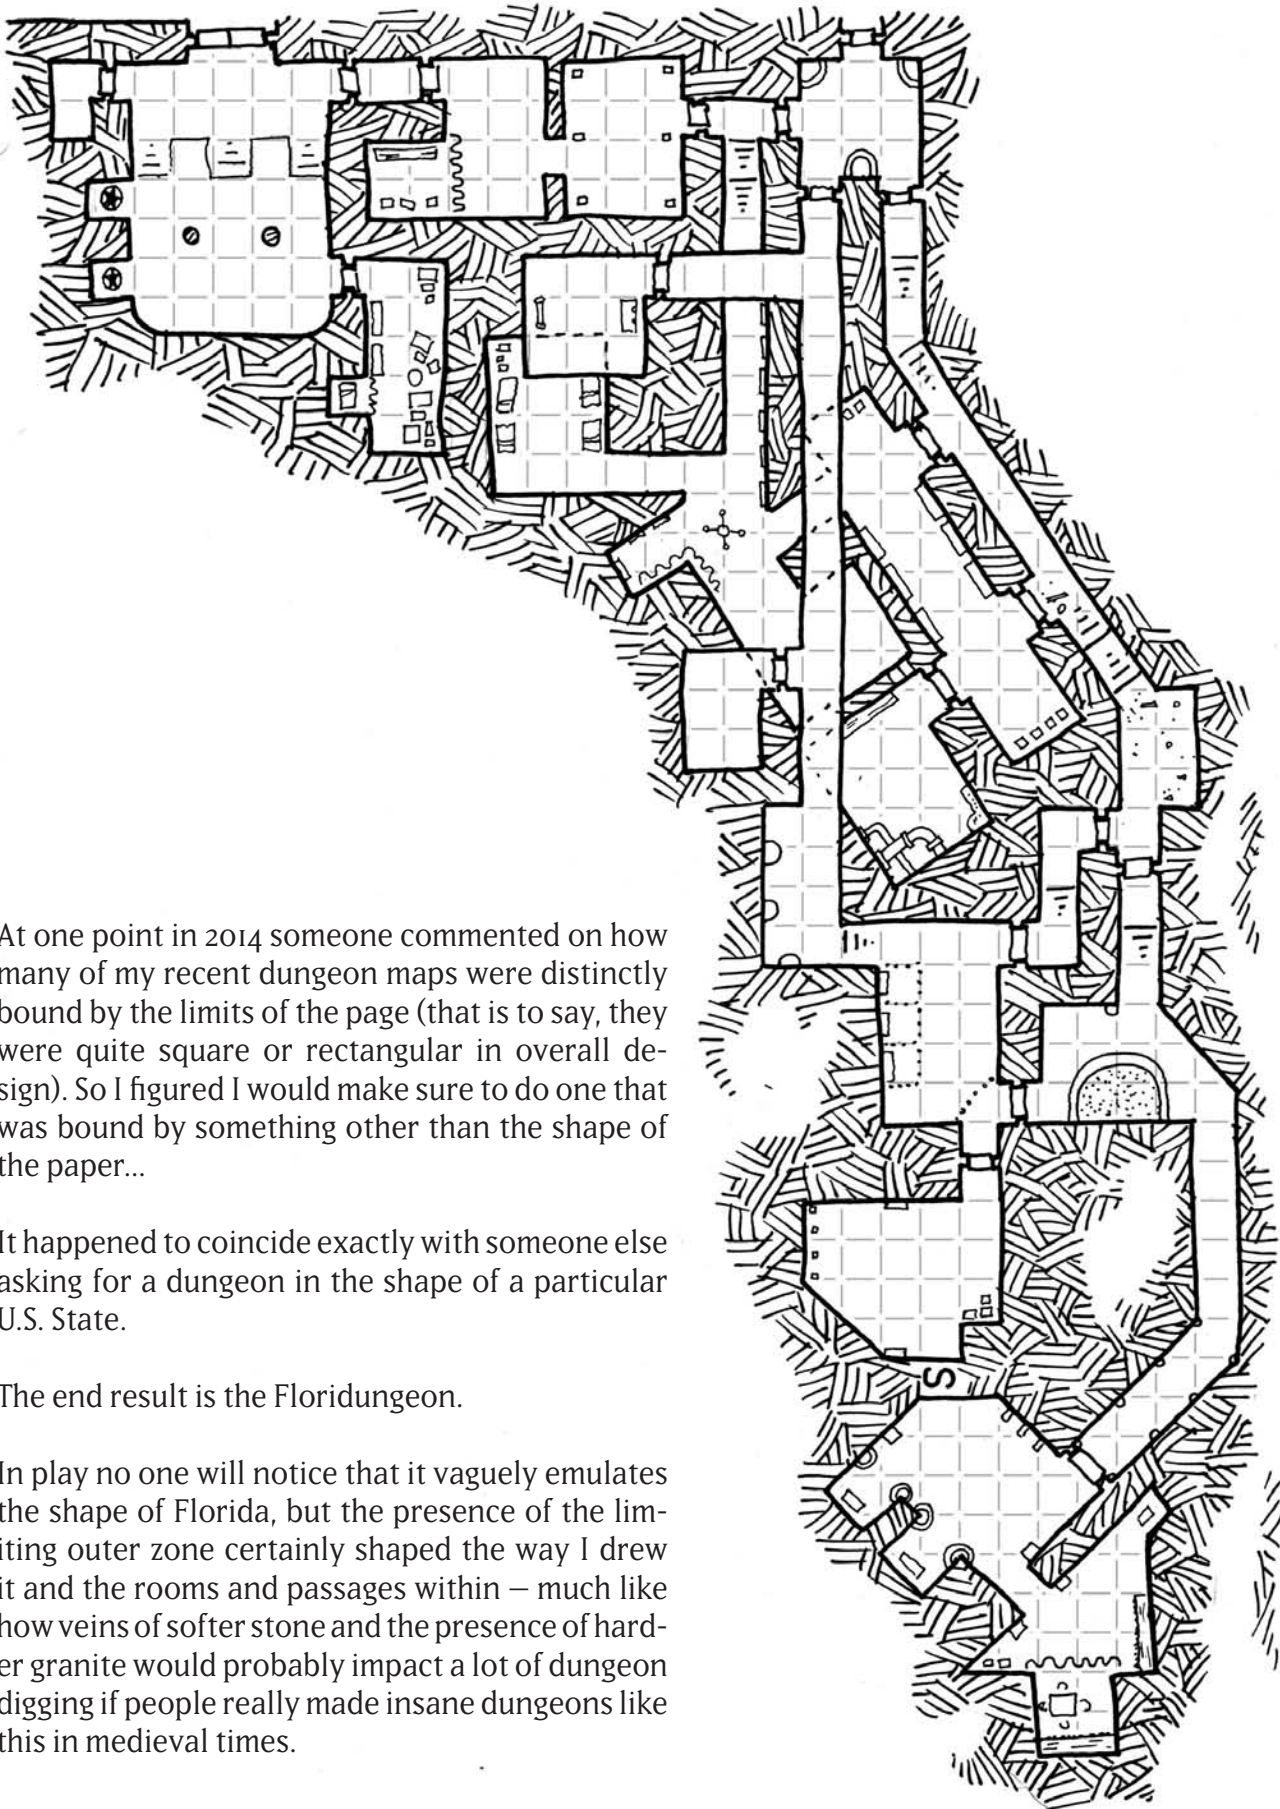 At one point in 2014 someone commented on how
many of my recent dungeon maps were distinctly
bound by the limits of the page (that is to say, they
were quite square or rectangular in overall de-
sign). So I figured I would make sure to do one that
was bound by something other than the shape of
the paper...
It happened to coincide exactly with someone else
asking for a dungeon in the shape of a particular
U.S. State.
The end result is the Floridungeon.
In play no one will notice that it vaguely emulates
the shape of Florida, but the presence of the lim-
iting outer zone certainly shaped the way I drew
it and the rooms and passages within – much like
how veins of softer stone and the presence of hard-
er granite would probably impact a lot of dungeon
digging if people really made insane dungeons like
this in medieval times.
S